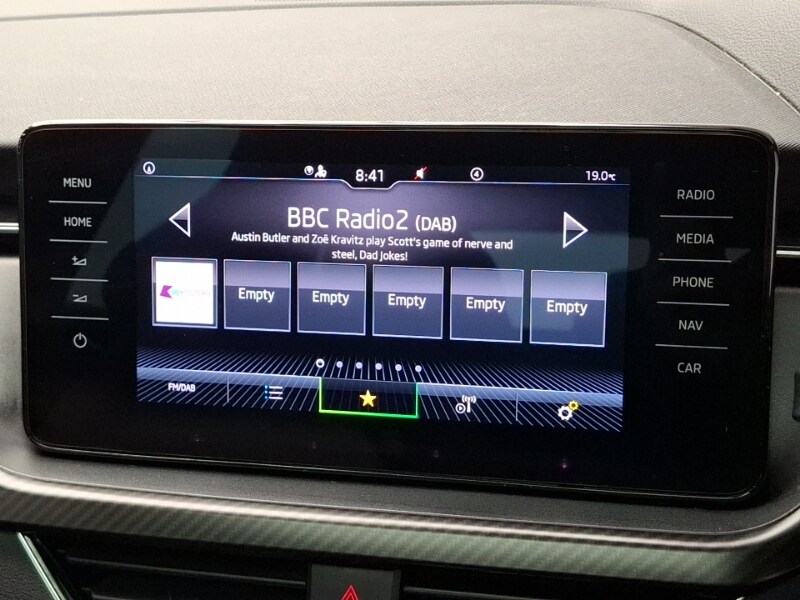 MENU
HOME
8:41
4
19.0°C
BBC Radio2 (DAB)
Austin Butler and Zoë Kravitz play Scott's game of nerve and
steel, Dad Jokes!
Empty
Empty
Empty
Empty
Empty
FM/DAB
RADIO
MEDIA
PHONE
NAV
CAR